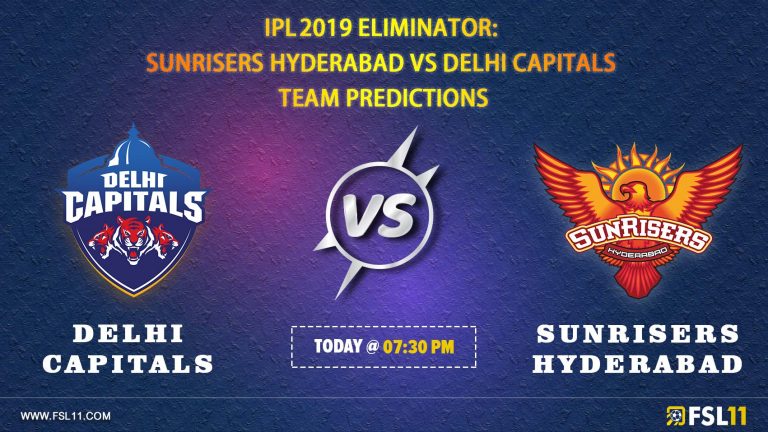 IPL 2019 ELIMINATOR:
SUNRISERS HYDERABAD VS DELHI CAPITALS
TEAM PREDICTIONS
DELHI
CAPITALS
VS
SUNRISERS
HYDERABAD
DELHI
CAPITALS
TODAY @ 07:30 PM
SUNRISERS
HYDERABAD
WWW.FSL11.COM
FSL11